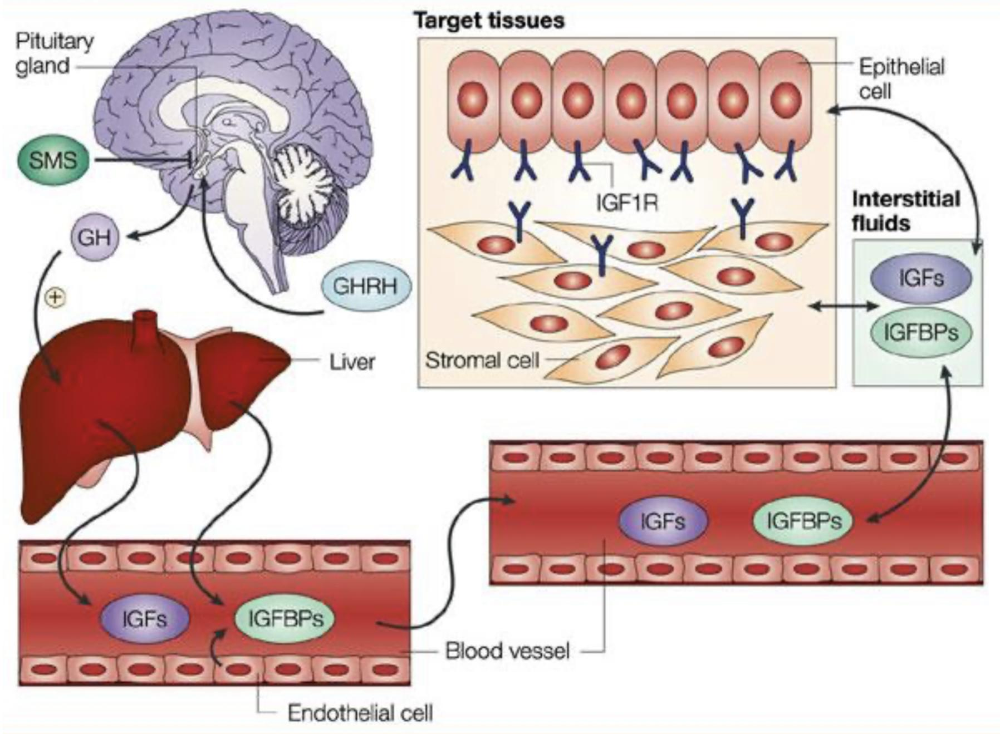 Target tissues
Pituitary
gland
Epithelial
cell
SMS
IGF1R
Interstitial
fluids
GH
+
GHRH
IGFs
IGFBPs
Liver
Stromal cell
IGFs
IGFBPs
IGFs
IGFBPs
Blood vessel
Endothelial cell